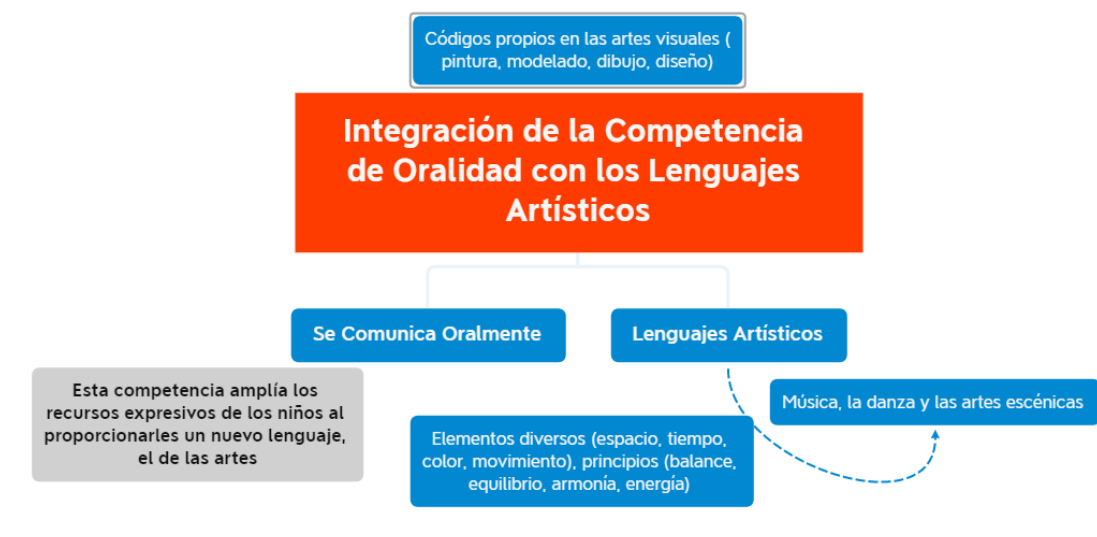 Códigos propios en las artes visuales (
pintura, modelado, dibujo, diseño)
Integración de la Competencia
de Oralidad con los Lenguajes
Artísticos
Se Comunica Oralmente
Lenguajes Artísticos
Esta competencia amplía los
recursos expresivos de los niños al
proporcionarles un nuevo lenguaje,
el de las artes
Música, la danza y las artes escénicas
Elementos diversos (espacio, tiempo,
color, movimiento), principios (balance,
equilibrio, armonía, energía)